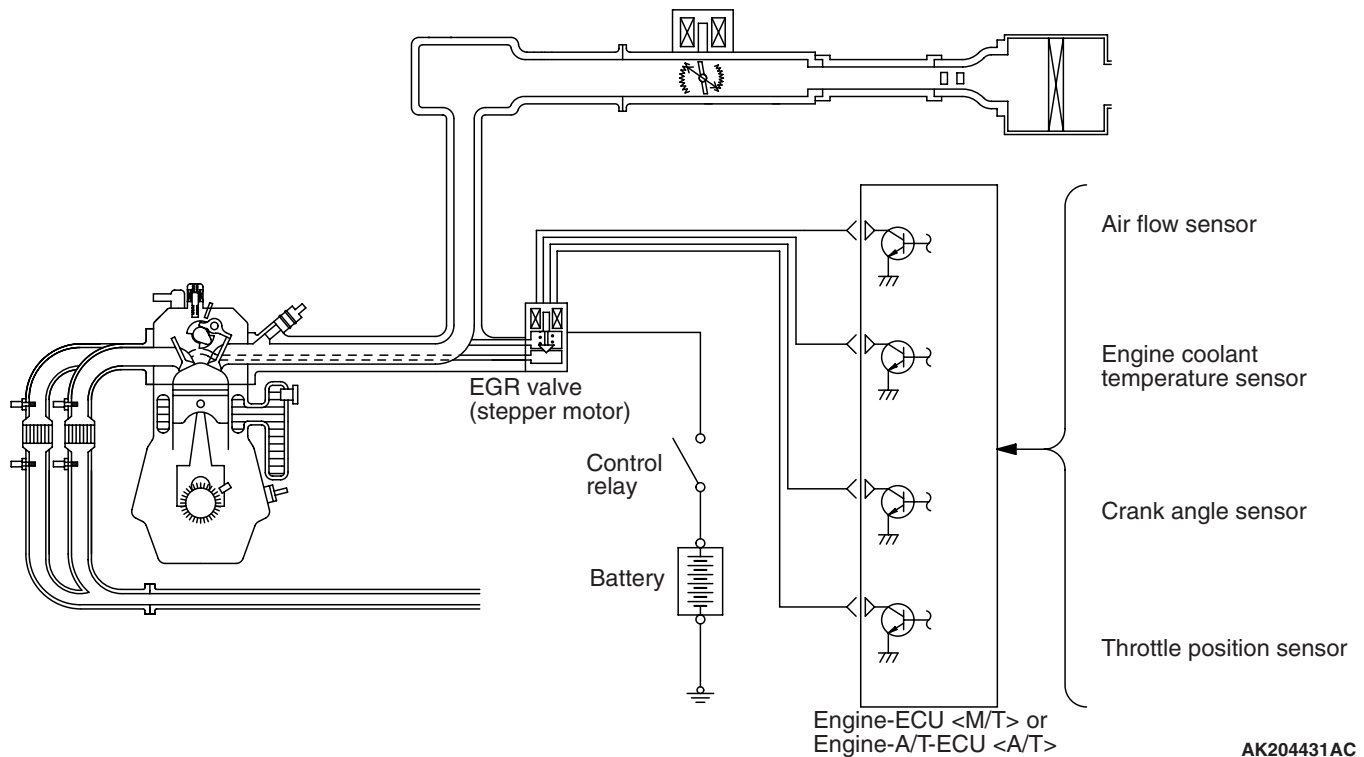 Air flow sensor
Engine coolant
temperature sensor
EGR valve
(stepper motor)
Control
relay
Crank angle sensor
Battery
Throttle position sensor
Engine-ECU <M/T> or
Engine-A/T-ECU <A/T>
AK204431AC